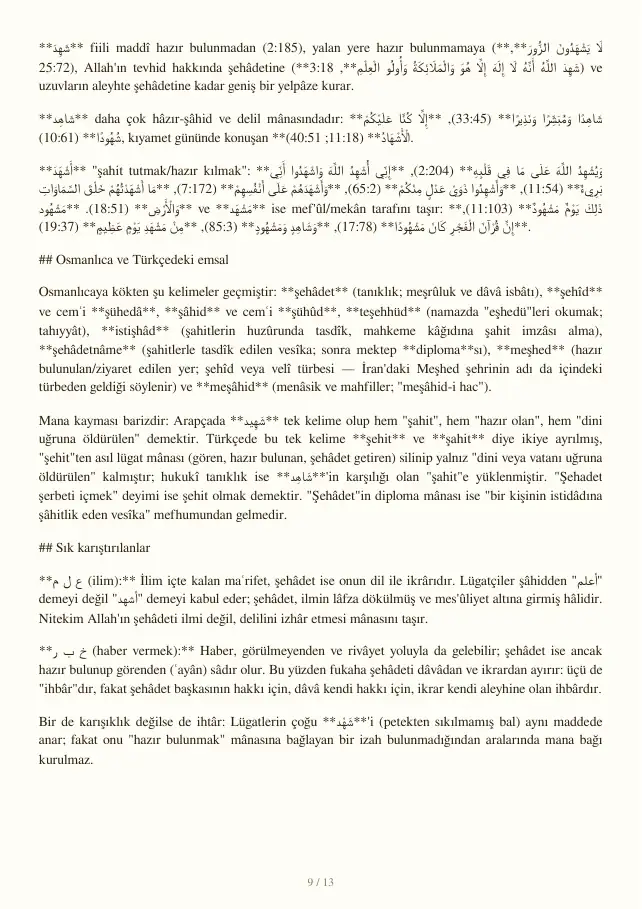 **شَهِدَ** fiili maddî hazır bulunmadan (2:185), yalan yere hazır bulunmamaya (**لَا يَشْهَدُونَ الزُّورَ**,
25:72), Allah'ın tevhid hakkında şehâdetine (**شَهِدَ اللَّهُ أَنَّهُ لَا إِلَهَ إِلَّا هُوَ وَالْمَلَائِكَةُ وَأُولُو الْعِلْمِ**, 3:18) ve
uzuvların aleyhte şehâdetine kadar geniş bir yelpaze kurar.
**شَاهِد** daha çok hâzır-şâhid ve delil mânasındadır: **شَاهِدًا وَمُبَشِّرًا وَنَذِيرًا** (33:45), **إِلَّا كُنَّا عَلَيْكُمْ
شُهُودًا** (10:61), kıyamet gününde konuşan **الْأَشْهَادُ** (11:18; 40:51).
**أَشْهَدَ** "şahit tutmak/hazır kılmak": **وَيُشْهِدُ اللَّهَ عَلَى مَا فِي قَلْبِهِ** (2:204), **إِنِّي أُشْهِدُ اللَّهَ وَاشْهَدُوا أَنِّي
بَرِيءٌ** (11:54), **وَأَشْهِدُوا ذَوَيْ عَدْلٍ مِنْكُمْ** (65:2), **وَأَشْهَدَهُمْ عَلَى أَنْفُسِهِمْ** (7:172), **مَا أَشْهَدْتُهُمْ خَلْقَ السَّمَاوَاتِ
وَالْأَرْضِ** (18:51). **مَشْهُود** ve **مَشْهَد** ise mef'ûl/mekân tarafını taşır: **ذَلِكَ يَوْمٌ مَشْهُودٌ** (11:103),
**إِنَّ قُرْآنَ الْفَجْرِ كَانَ مَشْهُودًا** (17:78), **وَشَاهِدٍ وَمَشْهُودٍ** (85:3), **مِنْ مَشْهَدِ يَوْمٍ عَظِيمٍ** (19:37).
## Osmanlıca ve Türkçedeki emsal
Osmanlıcaya kökten şu kelimeler geçmiştir: **şehâdet** (tanıklık; meşrûluk ve dâvâ isbâtı), **şehîd**
ve cemʿi **şühedâ**, **şâhid** ve cemʿi **şühûd**, **teşehhüd** (namazda "eşhedü"leri okumak;
tahıyyât), **istişhâd** (şahitlerin huzûrunda tasdîk, mahkeme kâğıdına şahit imzâsı alma),
**şehâdetnâme** (şahitlerle tasdîk edilen vesîka; sonra mektep **diploma**sı), **meşhed** (hazır
bulunulan/ziyaret edilen yer; şehîd veya velî türbesi — İran'daki Meşhed şehrinin adı da içindeki
türbeden geldiği söylenir) ve **meşâhid** (menâsik ve mahfiller; "meşâhid-i hac").
Mana kayması barizdir: Arapçada **شَهِيد** tek kelime olup hem "şahit", hem "hazır olan", hem "dini
uğruna öldürülen" demektir. Türkçede bu tek kelime **şehit** ve **şahit** diye ikiye ayrılmış,
"şehit"ten asıl lügat mânası (gören, hazır bulunan, şehâdet getiren) silinip yalnız "dini veya vatanı uğruna
öldürülen" kalmıştır; hukukî tanıklık ise **شَاهِد**'in karşılığı olan "şahit"e yüklenmiştir. "Şehadet
şerbeti içmek" deyimi ise şehit olmak demektir. "Şehâdet"in diploma mânası ise "bir kişinin istidâdına
şâhitlik eden vesîka" mefhumundan gelmedir.
## Sık karıştırılanlar
**ع ل م (ilim):** İlim içte kalan maʿrifet, şehâdet ise onun dil ile ikrârıdır. Lügatçiler şâhidden "أعلم"
demeyi değil "أشهد" demeyi kabul eder; şehâdet, ilmin lâfza dökülmüş ve mes'ûliyet altına girmiş hâlidir.
Nitekim Allah'ın şehâdeti ilmi değil, delilini izhâr etmesi mânasını taşır.
**خ ب ر (haber vermek):** Haber, görülmeyenden ve rivâyet yoluyla da gelebilir; şehâdet ise ancak
hazır bulunup görenden (ʿayân) sâdır olur. Bu yüzden fukaha şehâdeti dâvâdan ve ikrardan ayırır: üçü de
"ihbâr"dır, fakat şehâdet başkasının hakkı için, dâvâ kendi hakkı için, ikrar kendi aleyhine olan ihbârdır.
Bir de karışıklık değilse de ihtâr: Lügatlerin çoğu **شَهْد**'i (petekten sıkılmamış bal) aynı maddede
anar; fakat onu "hazır bulunmak" mânasına bağlayan bir izah bulunmadığından aralarında mana bağı
kurulmaz.
9 / 13